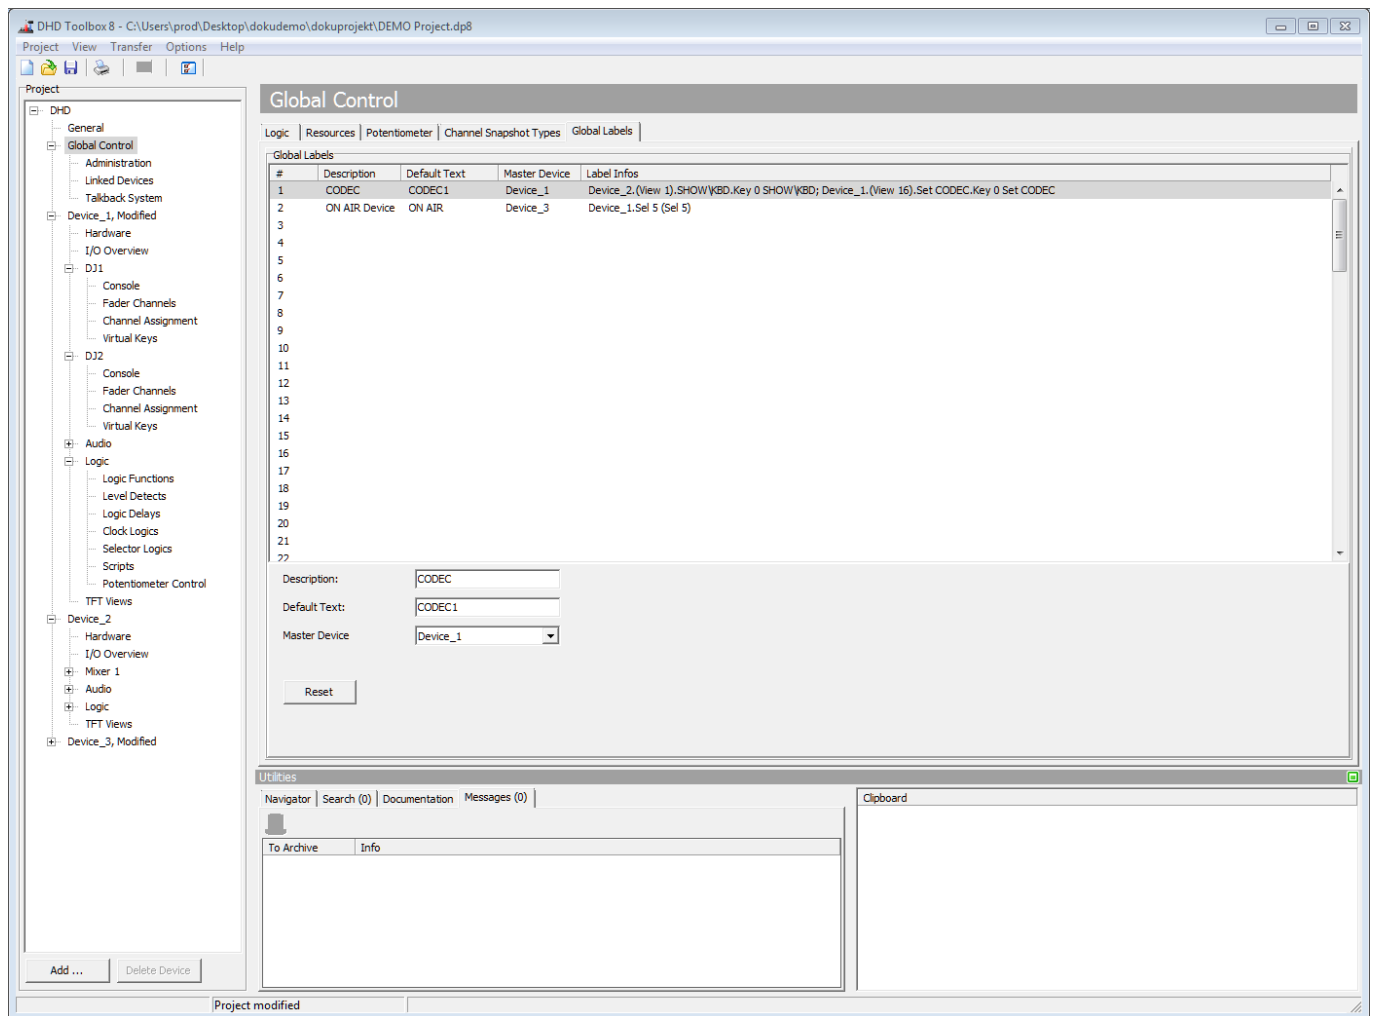 DHD Toolbox 8 - C:\Users\prod\Desktop\dokudemo\dokuprojekt\DEMO Project.dp8
Project View Transfer Options Help
Project
DHD
General
Global Control
Administration
Linked Devices
Talkback System
Device_1, Modified
Hardware
I/O Overview
DJ1
Console
Fader Channels
Channel Assignment
Virtual Keys
DJ2
Console
Fader Channels
Channel Assignment
Virtual Keys
Audio
Logic
Logic Functions
Level Detects
Logic Delays
Clock Logics
Selector Logics
Scripts
Potentiometer Control
TFT Views
Device_2
Hardware
I/O Overview
Mixer 1
Audio
Logic
TFT Views
Device_3, Modified
Add ... Delete Device
Global Control
Logic Resources Potentiometer Channel Snapshot Types Global Labels
Global Labels
# Description Default Text Master Device Label Infos
1 CODEC CODEC1 Device_1 Device_2.(View 1).SHOW\KBD.Key 0 SHOW\KBD; Device_1.(View 16).Set CODEC.Key 0 Set CODEC
2 ON AIR Device ON AIR Device_3 Device_1.Sel 5 (Sel 5)
3
4
5
6
7
8
9
10
11
12
13
14
15
16
17
18
19
20
21
22
Description: CODEC
Default Text: CODEC1
Master Device Device_1
Reset
Utilities
Navigator Search (0) Documentation Messages (0)
To Archive Info
Clipboard
Project modified